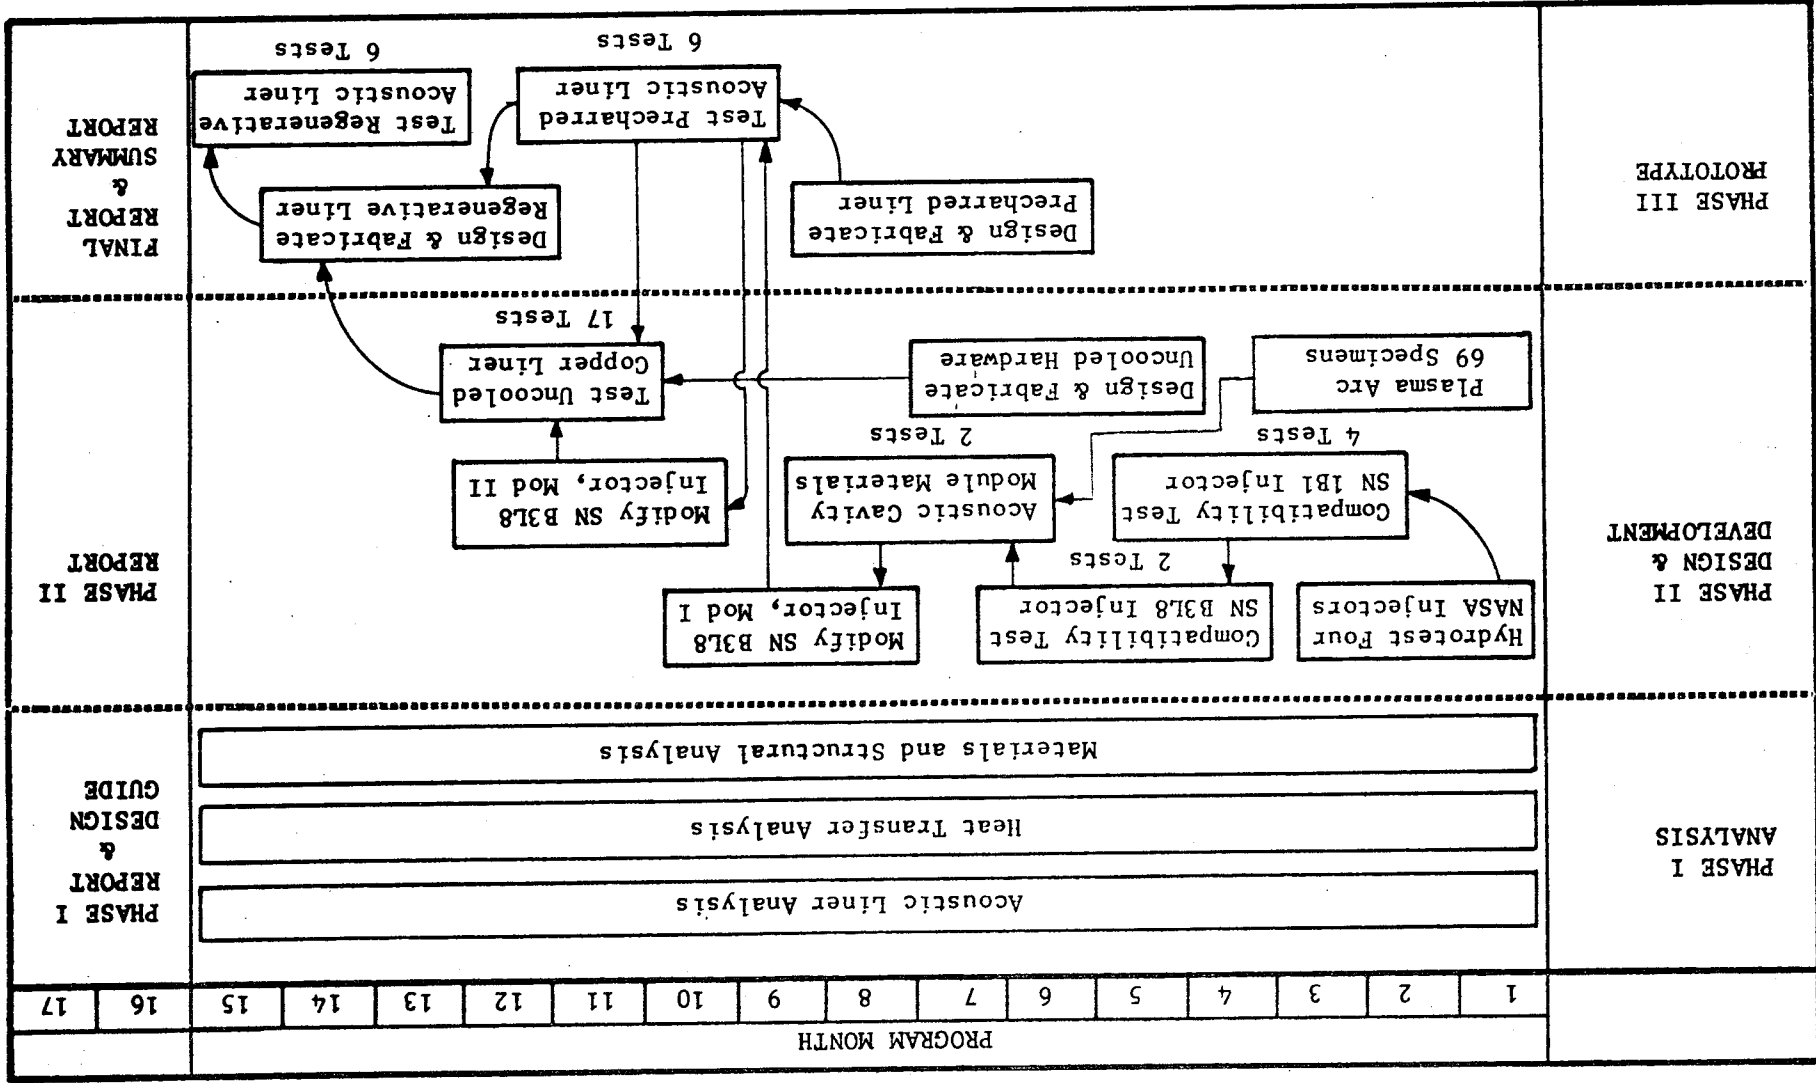 PROGRAM MONTH
1 2 3 4 5 6 7 8 9 10 11 12 13 14 15 16 17
PHASE I
ANALYSIS
Acoustic Liner Analysis
Heat Transfer Analysis
Materials and Structural Analysis
PHASE I
REPORT
&
DESIGN
GUIDE
PHASE II
DESIGN &
DEVELOPMENT
Hydrotest Four
NASA Injectors
Compatibility Test
SN B3L8 Injector
2 Tests
Modify SN B3L8
Injector, Mod I
Compatibility Test
SN 1B1 Injector
4 Tests
Acoustic Cavity
Module Materials
2 Tests
Modify SN B3L8
Injector, Mod II
Plasma Arc
69 Specimens
Design & Fabricate
Uncooled Hardware
Test Uncooled
Copper Liner
17 Tests
PHASE II
REPORT
PHASE III
PROTOTYPE
Design & Fabricate
Precharred Liner
Design & Fabricate
Regenerative Liner
Test Precharred
Acoustic Liner
6 Tests
Test Regenerative
Acoustic Liner
6 Tests
FINAL
REPORT
&
SUMMARY
REPORT